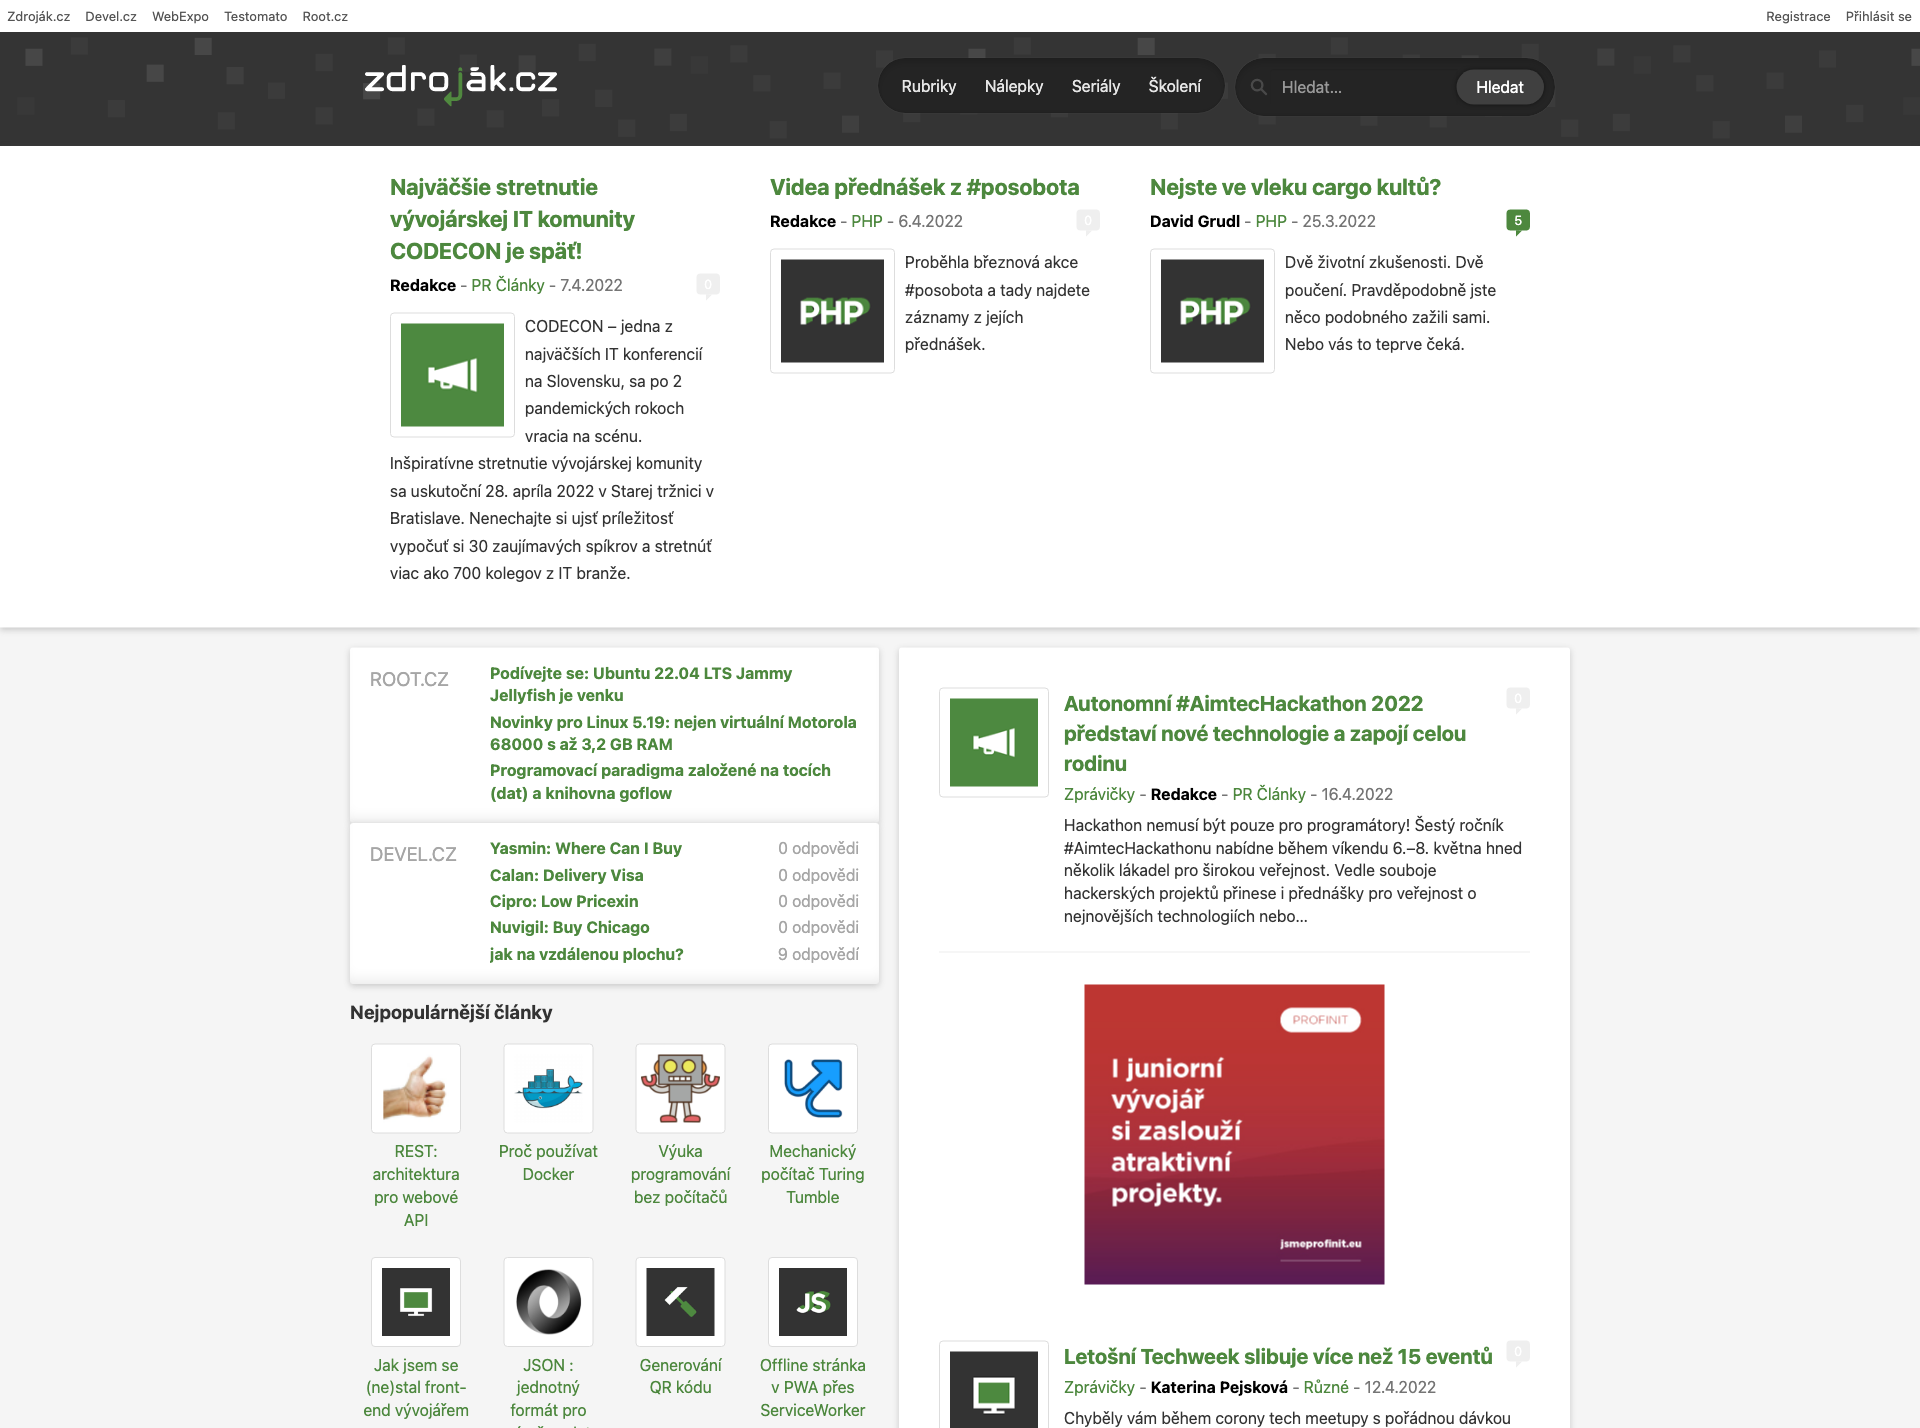 Zdroják.cz Devel.cz WebExpo Testomato Root.cz
Registrace Přihlásit se
zdroják.cz
Rubriky Nálepky Seriály Školení
Hledat... Hledat
Najväčšie stretnutie
vývojárskej IT komunity
CODECON je späť!
Redakce - PR Články - 7.4.2022
0
CODECON – jedna z
najväčších IT konferencií
na Slovensku, sa po 2
pandemických rokoch
vracia na scénu.
Inšpiratívne stretnutie vývojárskej komunity
sa uskutoční 28. apríla 2022 v Starej tržnici v
Bratislave. Nenechajte si ujsť príležitosť
vypočuť si 30 zaujímavých spíkrov a stretnúť
viac ako 700 kolegov z IT branže.
Videa přednášek z #posobota
Redakce - PHP - 6.4.2022
0
PHP
Proběhla březnová akce
#posobota a tady najdete
záznamy z jejích
přednášek.
Nejste ve vleku cargo kultů?
David Grudl - PHP - 25.3.2022
5
PHP
Dvě životní zkušenosti. Dvě
poučení. Pravděpodobně jste
něco podobného zažili sami.
Nebo vás to teprve čeká.
ROOT.CZ
Podívejte se: Ubuntu 22.04 LTS Jammy
Jellyfish je venku
Novinky pro Linux 5.19: nejen virtuální Motorola
68000 s až 3,2 GB RAM
Programovací paradigma založené na tocích
(dat) a knihovna goflow
DEVEL.CZ
Yasmin: Where Can I Buy 0 odpovědi
Calan: Delivery Visa 0 odpovědi
Cipro: Low Pricexin 0 odpovědi
Nuvigil: Buy Chicago 0 odpovědi
jak na vzdálenou plochu? 9 odpovědí
Nejpopulárnější články
REST:
architektura
pro webové
API
Proč používat
Docker
Výuka
programování
bez počítačů
Mechanický
počítač Turing
Tumble
JS
Jak jsem se
(ne)stal front-
end vývojářem
JSON :
jednotný
formát pro
Generování
QR kódu
Offline stránka
v PWA přes
ServiceWorker
Autonomní #AimtecHackathon 2022
představí nové technologie a zapojí celou
rodinu
0
Zprávičky - Redakce - PR Články - 16.4.2022
Hackathon nemusí být pouze pro programátory! Šestý ročník
#AimtecHackathonu nabídne během víkendu 6.–8. května hned
několik lákadel pro širokou veřejnost. Vedle souboje
hackerských projektů přinese i přednášky pro veřejnost o
nejnovějších technologiích nebo...
PROFINIT
I juniorní
vývojář
si zaslouží
atraktivní
projekty.
jsmeprofinit.eu
Letošní Techweek slibuje více než 15 eventů
0
Zprávičky - Katerina Pejsková - Různé - 12.4.2022
Chyběly vám během corony tech meetupy s pořádnou dávkou